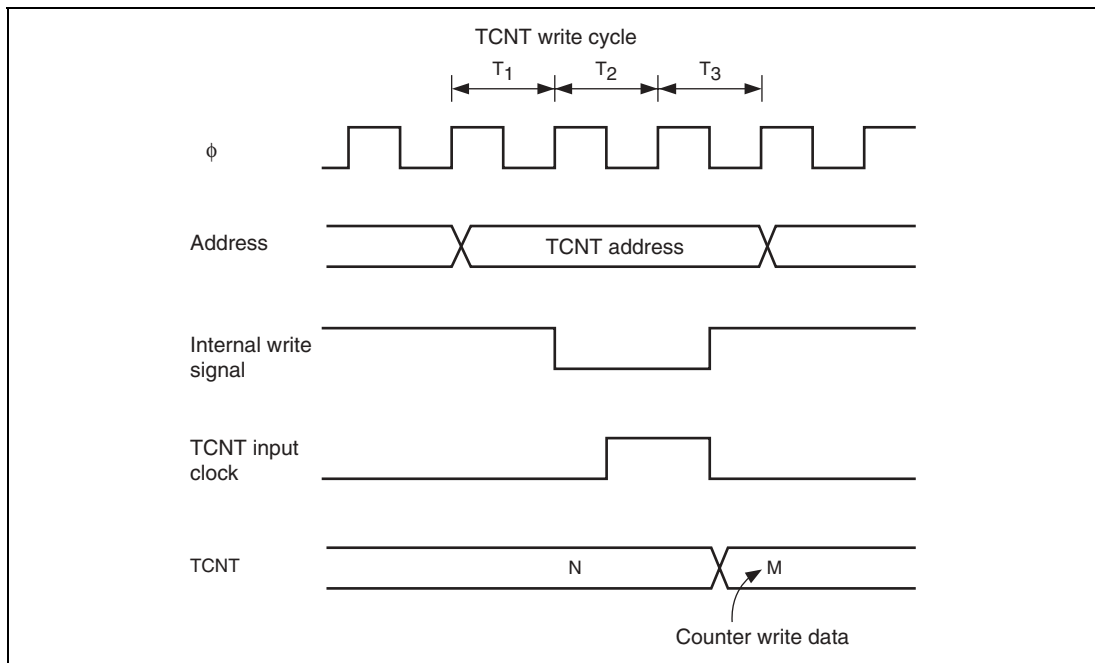 TCNT write cycle
T1 T2 T3
ϕ
Address
TCNT address
Internal write
signal
TCNT input
clock
TCNT
N
M
Counter write data